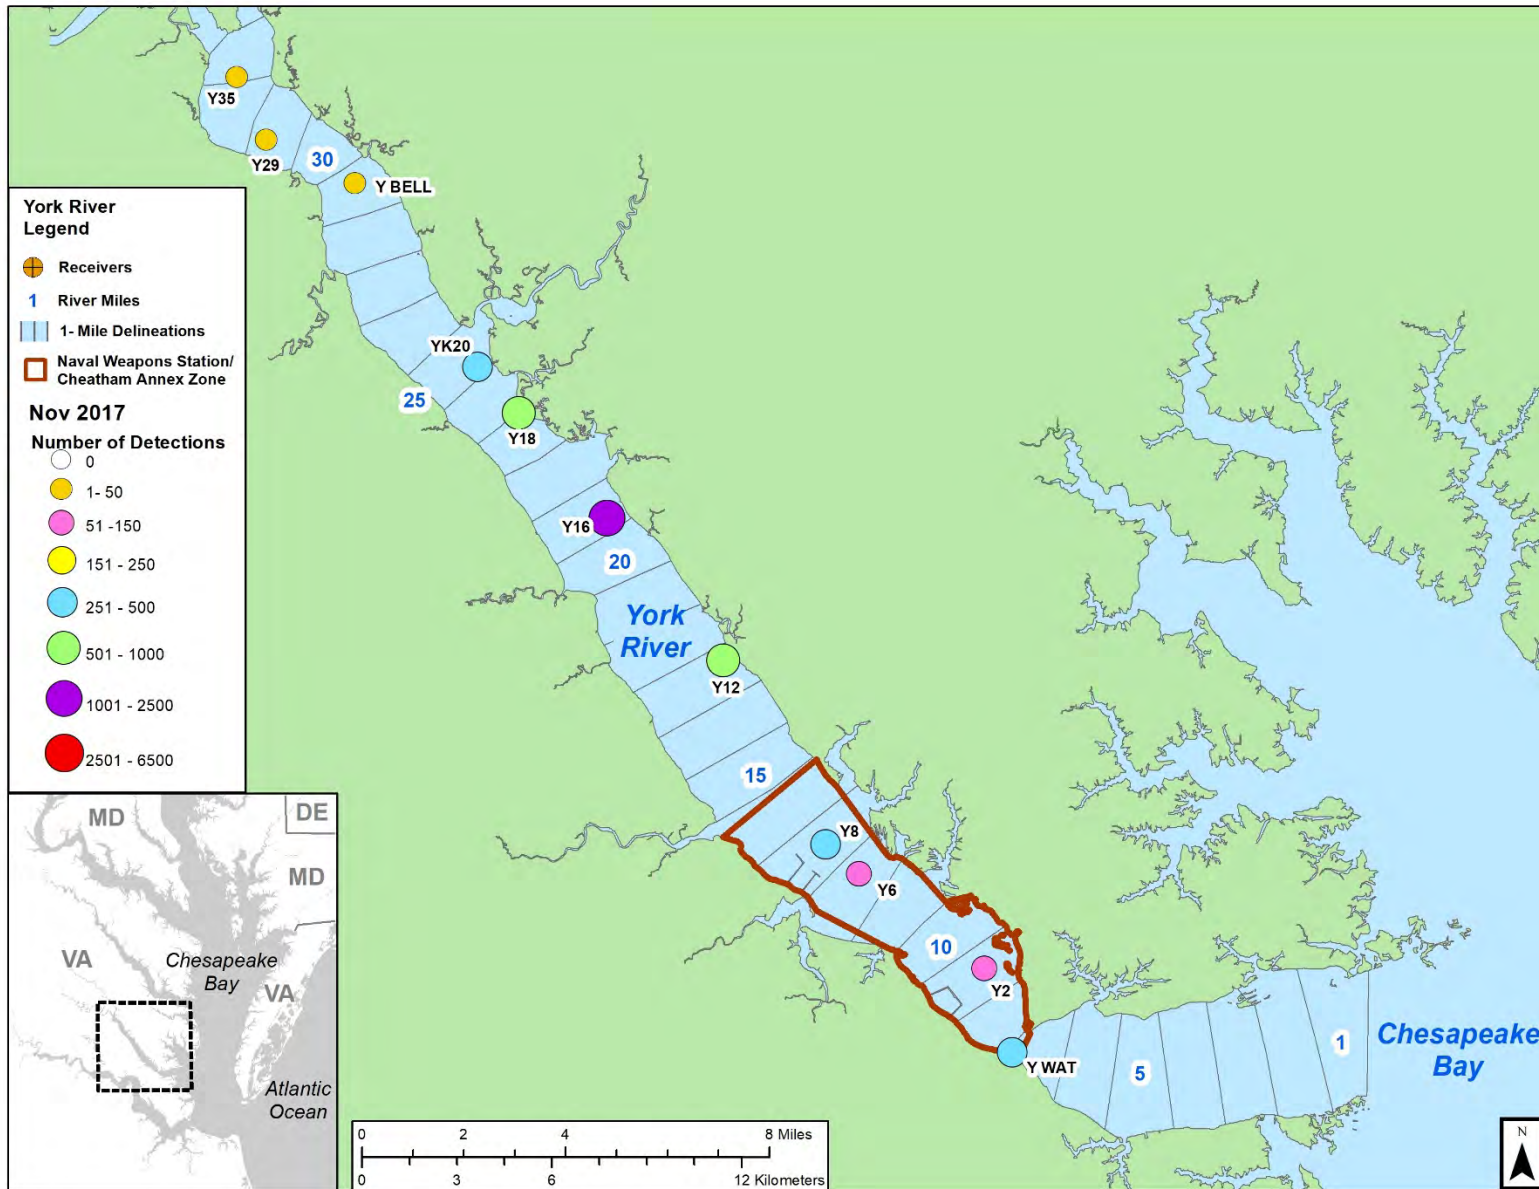 Y35
Y29
30
Y BELL
York River
Legend
Receivers
1 River Miles
1- Mile Delineations
Naval Weapons Station/
Cheatham Annex Zone
Nov 2017
Number of Detections
0
1- 50
51 -150
151 - 250
251 - 500
501 - 1000
1001 - 2500
2501 - 6500
YK20
25
Y18
Y16
20
York
River
Y12
15
Y8
Y6
10
Y2
Y WAT
5
1
Chesapeake
Bay
MD
DE
MD
VA
Chesapeake
Bay
VA
Atlantic
Ocean
0 2 4 8 Miles
0 3 6 12 Kilometers
N